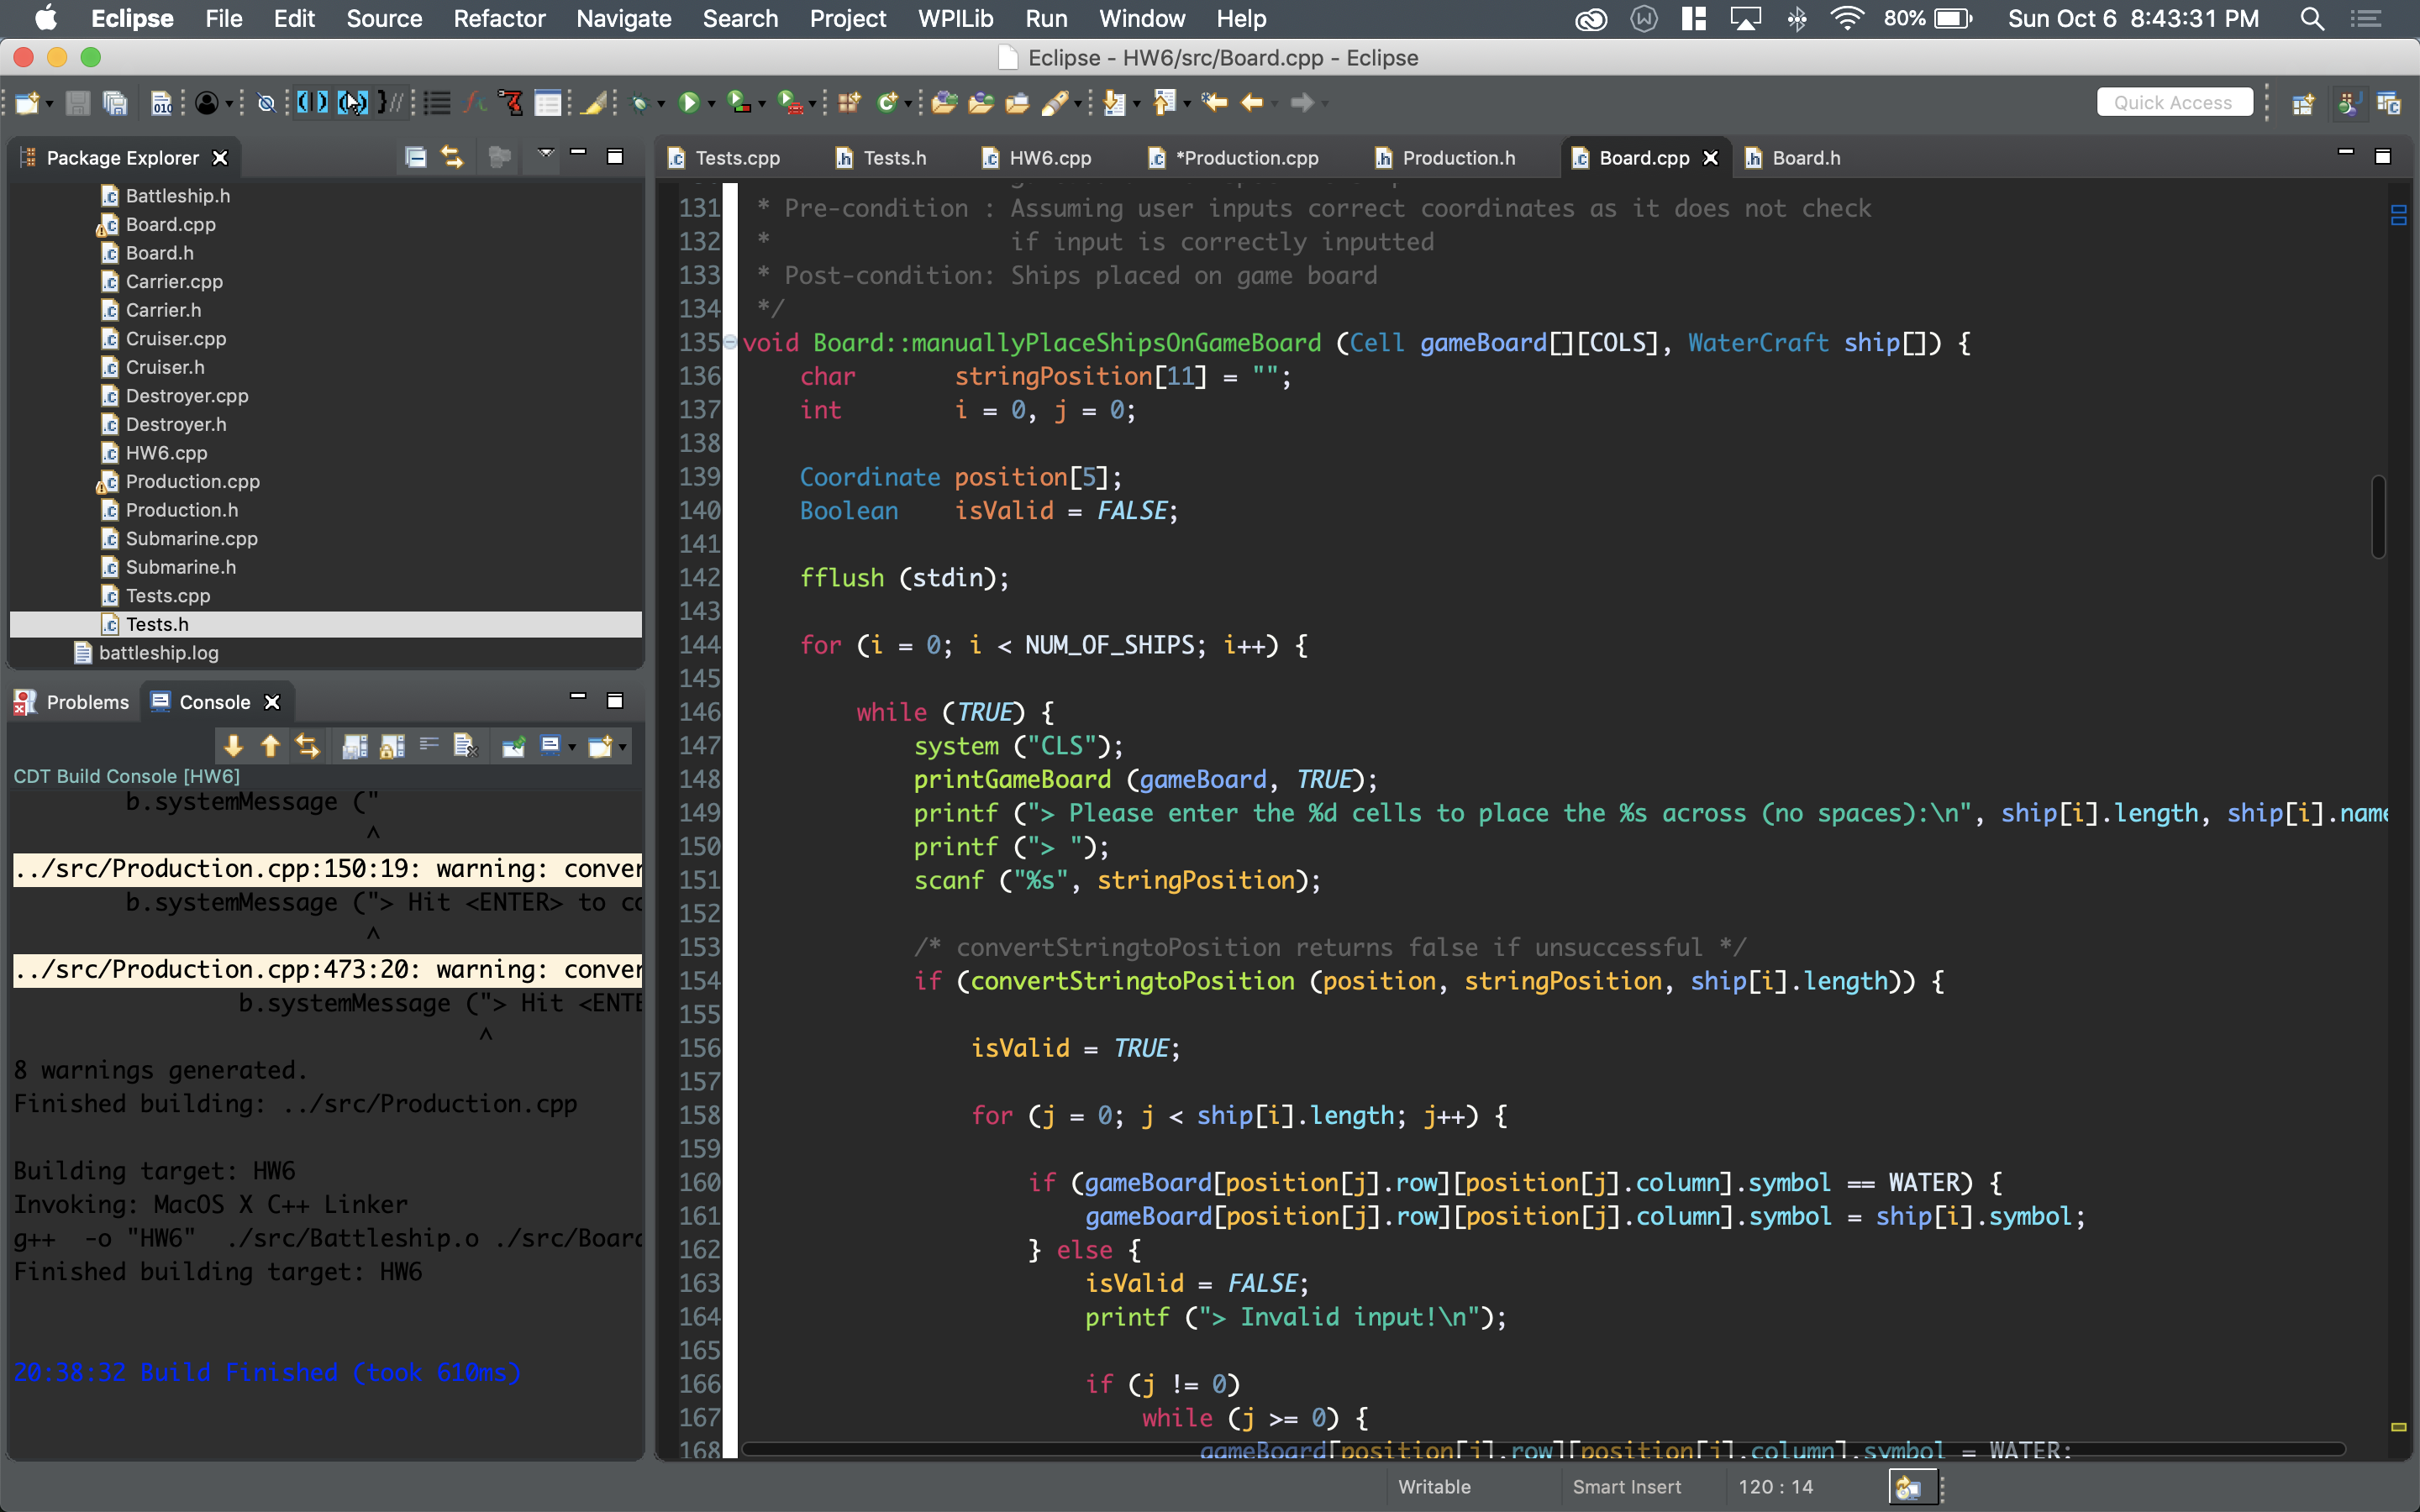 Eclipse File Edit Source Refactor Navigate Search Project WPILib Run Window Help 80% Sun Oct 6 8:43:31 PM
Eclipse - HW6/src/Board.cpp - Eclipse
Quick Access
Package Explorer
Battleship.h
Board.cpp
Board.h
Carrier.cpp
Carrier.h
Cruiser.cpp
Cruiser.h
Destroyer.cpp
Destroyer.h
HW6.cpp
Production.cpp
Production.h
Submarine.cpp
Submarine.h
Tests.cpp
Tests.h
battleship.log
Problems Console
CDT Build Console [HW6]
b.systemMessage ("
^
../src/Production.cpp:150:19: warning: conver
b.systemMessage ("> Hit <ENTER> to co
^
../src/Production.cpp:473:20: warning: conver
b.systemMessage ("> Hit <ENTE
^
8 warnings generated.
Finished building: ../src/Production.cpp
Building target: HW6
Invoking: MacOS X C++ Linker
g++ -o "HW6" ./src/Battleship.o ./src/Boar
Finished building target: HW6
20:38:32 Build Finished (took 610ms)
Tests.cpp Tests.h HW6.cpp *Production.cpp Production.h Board.cpp Board.h
131 * Pre-condition : Assuming user inputs correct coordinates as it does not check
132 * if input is correctly inputted
133 * Post-condition: Ships placed on game board
134 */
135 void Board::manuallyPlaceShipsOnGameBoard (Cell gameBoard[][COLS], WaterCraft ship[]) {
136 char stringPosition[11] = "";
137 int i = 0, j = 0;
138
139 Coordinate position[5];
140 Boolean isValid = FALSE;
141
142 fflush (stdin);
143
144 for (i = 0; i < NUM_OF_SHIPS; i++) {
145
146 while (TRUE) {
147 system ("CLS");
148 printGameBoard (gameBoard, TRUE);
149 printf ("> Please enter the %d cells to place the %s across (no spaces):\n", ship[i].length, ship[i].name
150 printf ("> ");
151 scanf ("%s", stringPosition);
152
153 /* convertStringtoPosition returns false if unsuccessful */
154 if (convertStringtoPosition (position, stringPosition, ship[i].length)) {
155
156 isValid = TRUE;
157
158 for (j = 0; j < ship[i].length; j++) {
159
160 if (gameBoard[position[j].row][position[j].column].symbol == WATER) {
161 gameBoard[position[j].row][position[j].column].symbol = ship[i].symbol;
162 } else {
163 isValid = FALSE;
164 printf ("> Invalid input!\n");
165
166 if (j != 0)
167 while (j >= 0) {
168 gameBoard[position[j].row][position[j].column].symbol = WATER;
Writable Smart Insert 120 : 14